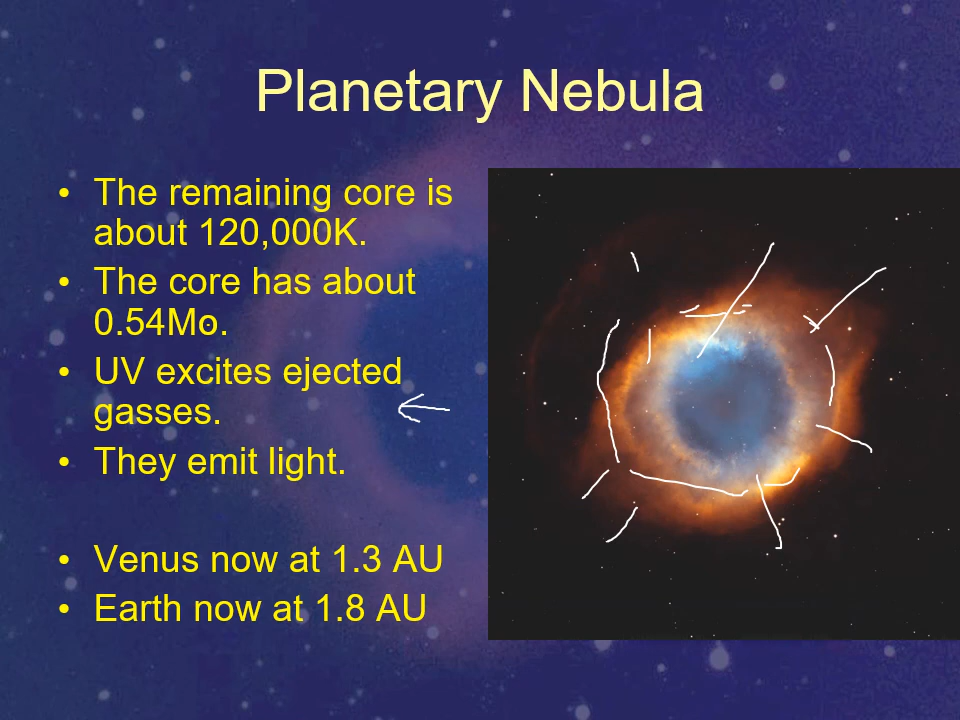 Planetary Nebula
• The remaining core is
about 120,000K.
• The core has about
0.54Mʘ.
• UV excites ejected
gasses.
• They emit light.
• Venus now at 1.3 AU
• Earth now at 1.8 AU